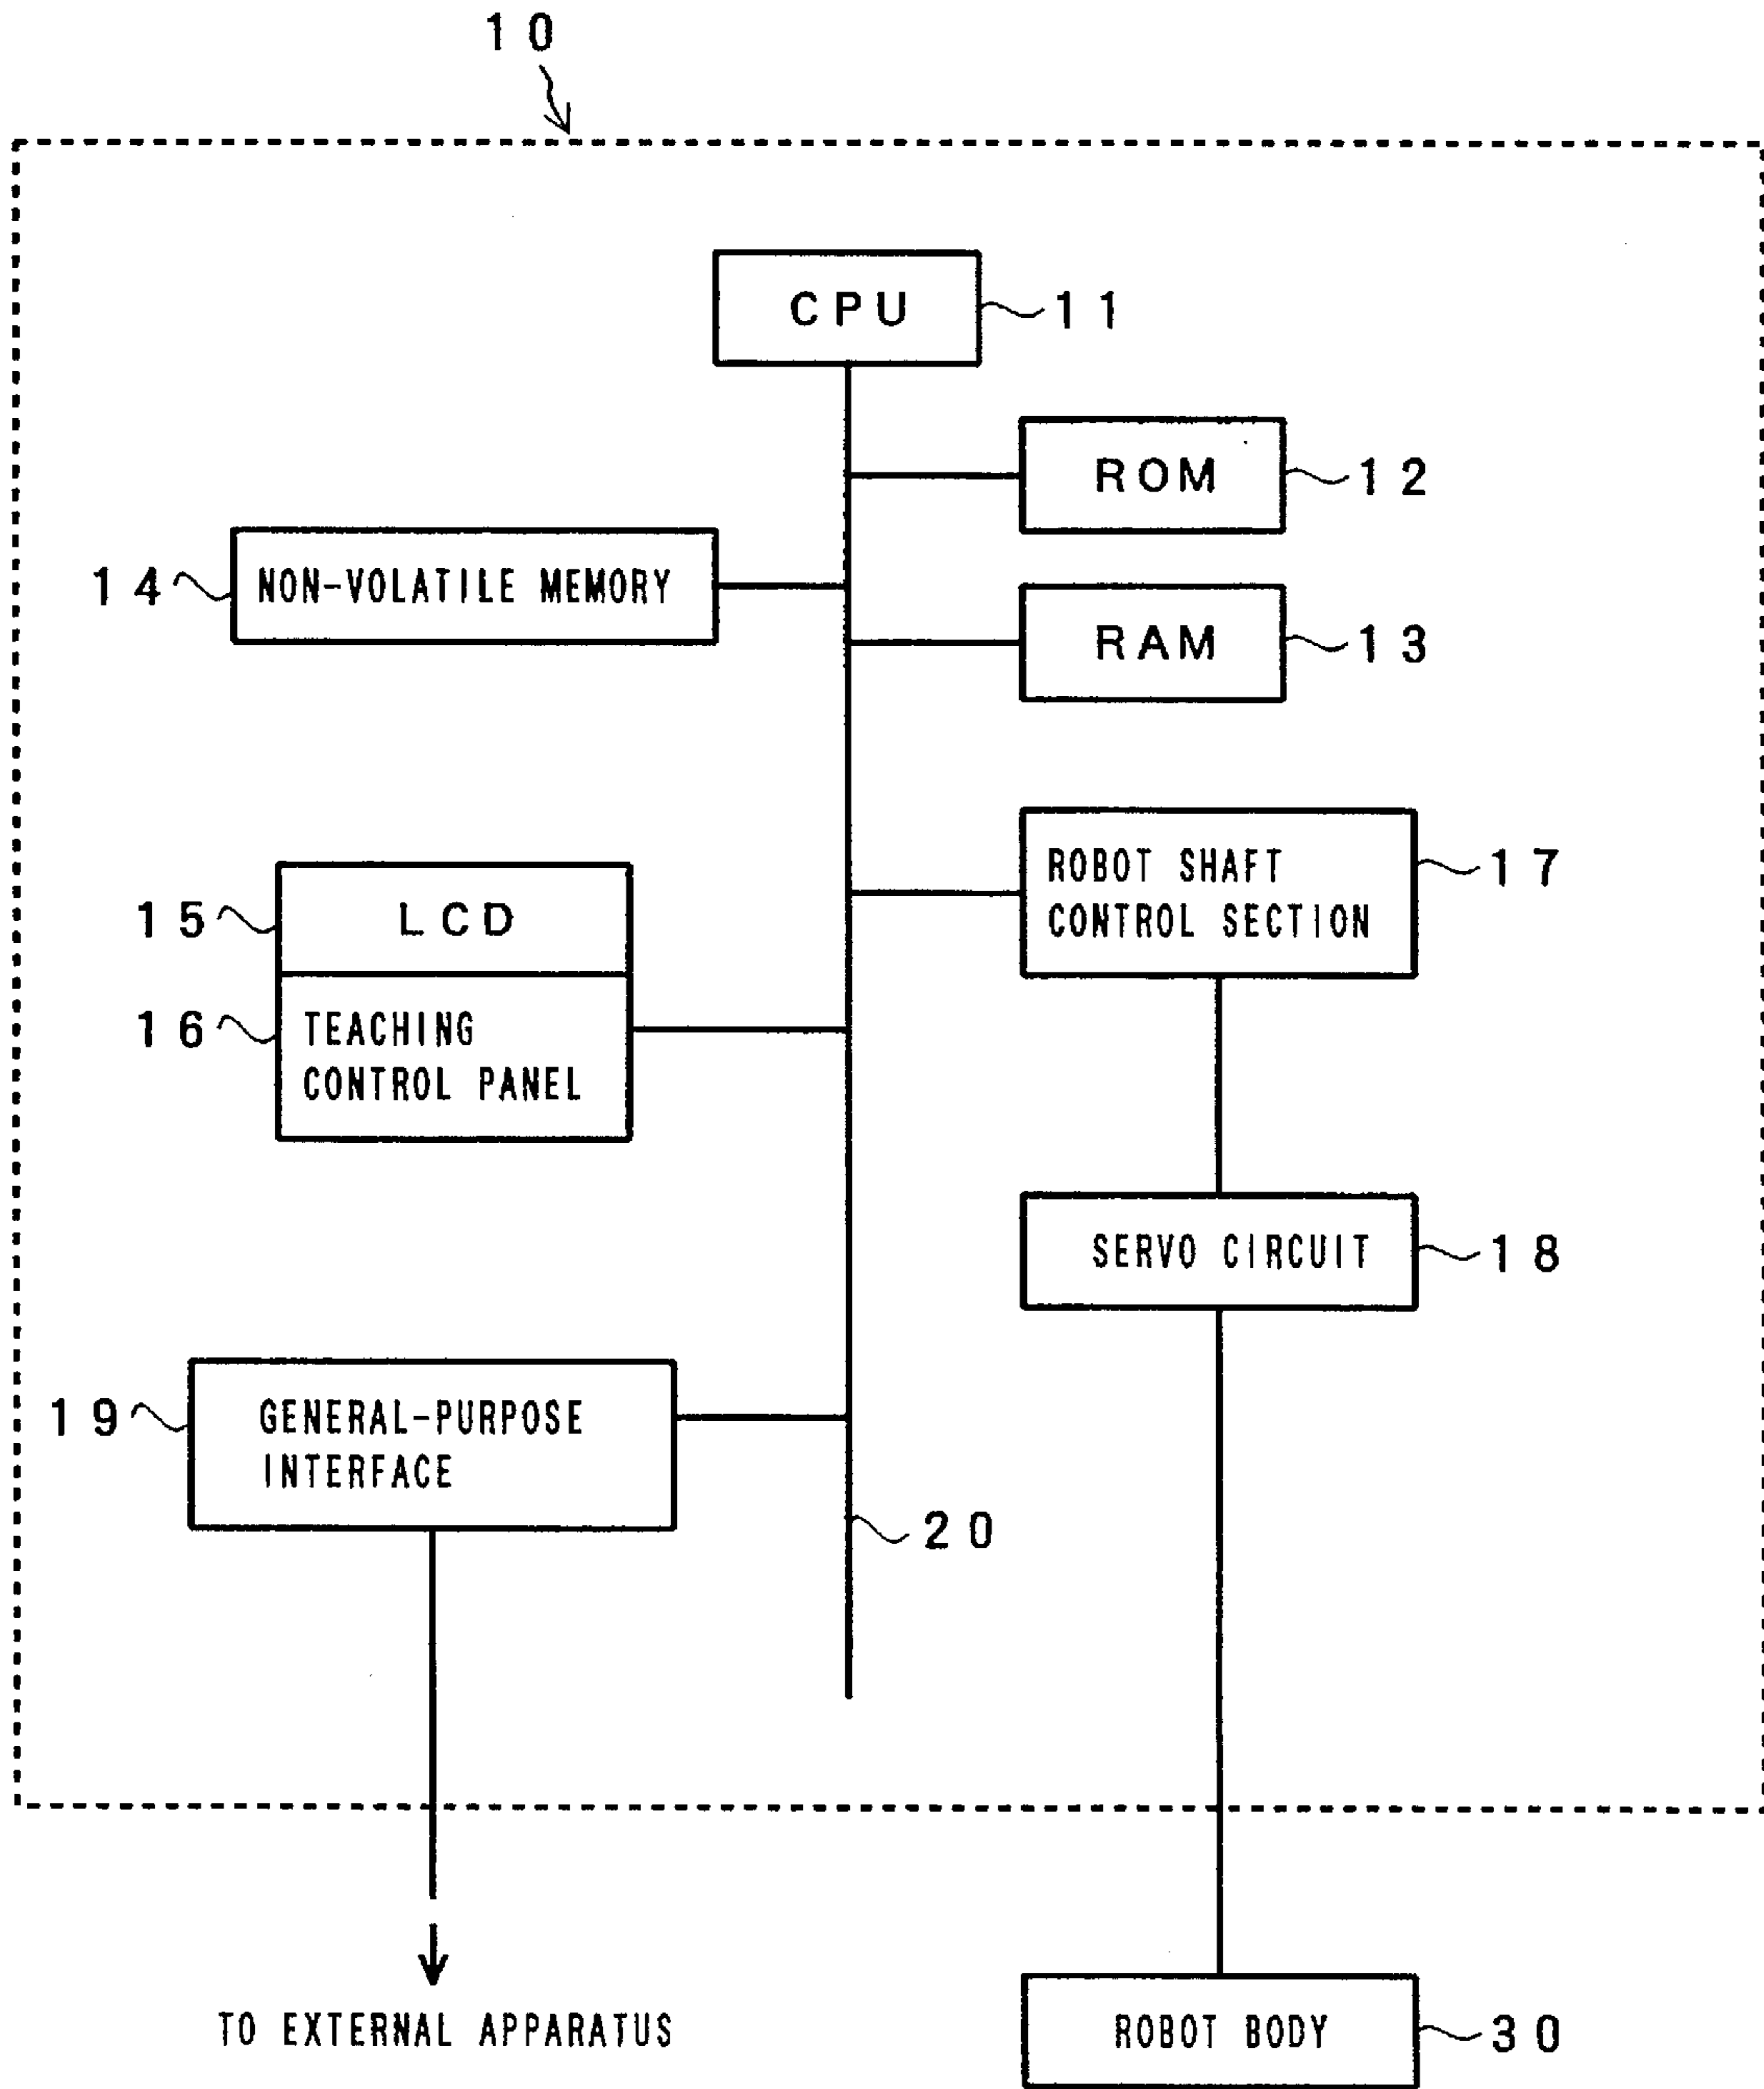 10
CPU
11
ROM
12
14
NON-VOLATILE MEMORY
RAM
13
15
LCD
ROBOT SHAFT
CONTROL SECTION
17
16
TEACHING
CONTROL PANEL
SERVO CIRCUIT
18
19
GENERAL-PURPOSE
INTERFACE
20
TO EXTERNAL APPARATUS
ROBOT BODY
30